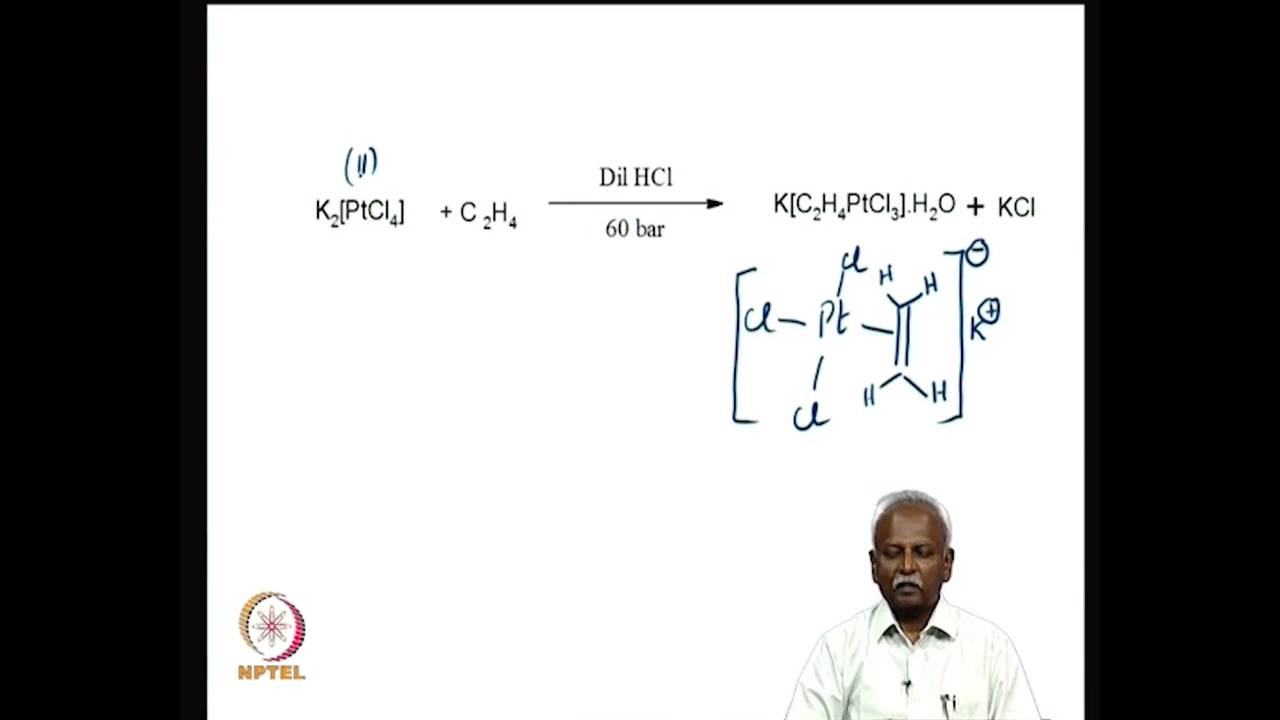 (II)
K₂[PtCl₄] + C₂H₄ Dil HCl K[C₂H₄PtCl₃].H₂O + KCl
60 bar
Cl H H ⊖
Cl – Pt – K⊕
Cl H H
NPTEL